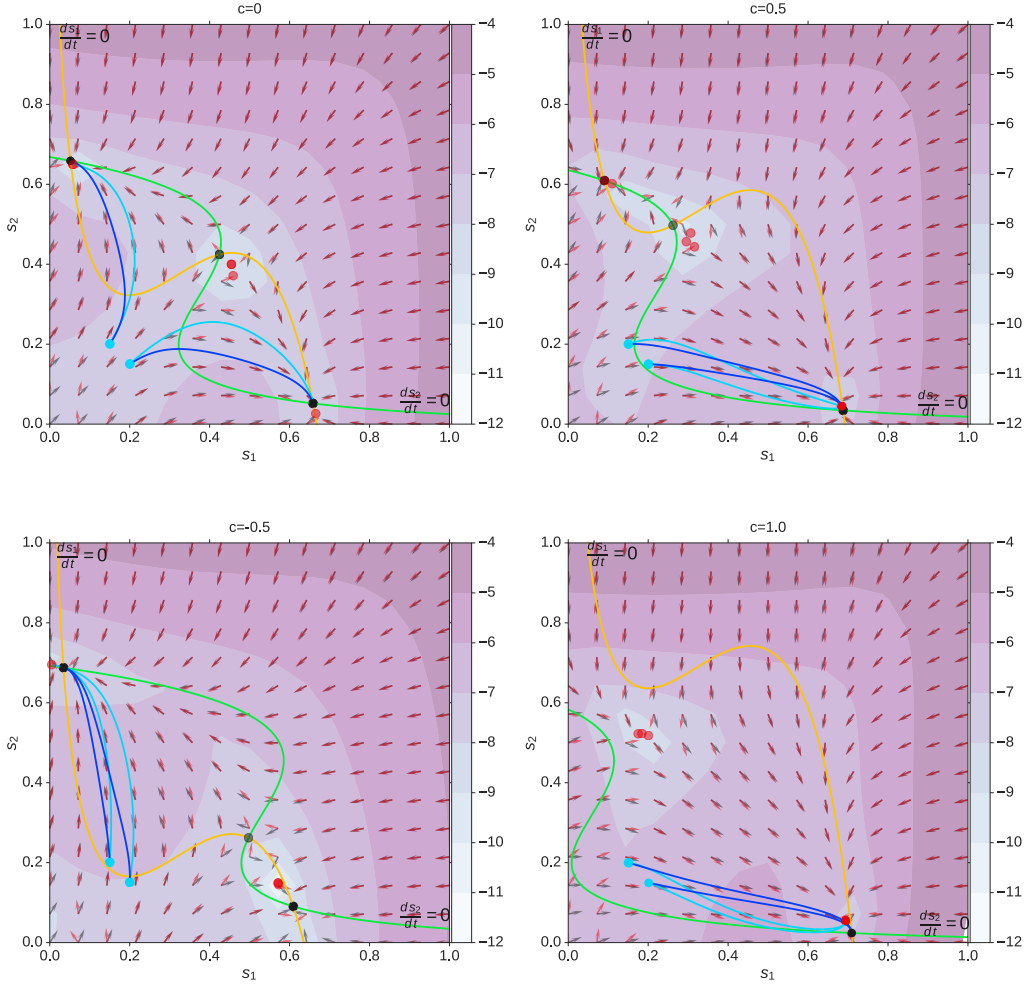 c=0
c=0.5
ds₁/dt = 0
ds₁/dt = 0
1.0 0.8 0.6 0.4 0.2 0.0
s₂
−4 −5 −6 −7 −8 −9 −10 −11 −12
1.0 0.8 0.6 0.4 0.2 0.0
s₂
−4 −5 −6 −7 −8 −9 −10 −11 −12
ds₂/dt = 0
ds₂/dt = 0
0.0 0.2 0.4 0.6 0.8 1.0
0.0 0.2 0.4 0.6 0.8 1.0
s₁
s₁
c=-0.5
c=1.0
ds₁/dt = 0
ds₁/dt = 0
1.0 0.8 0.6 0.4 0.2 0.0
s₂
−4 −5 −6 −7 −8 −9 −10 −11 −12
1.0 0.8 0.6 0.4 0.2 0.0
s₂
−4 −5 −6 −7 −8 −9 −10 −11 −12
ds₂/dt = 0
ds₂/dt = 0
0.0 0.2 0.4 0.6 0.8 1.0
0.0 0.2 0.4 0.6 0.8 1.0
s₁
s₁